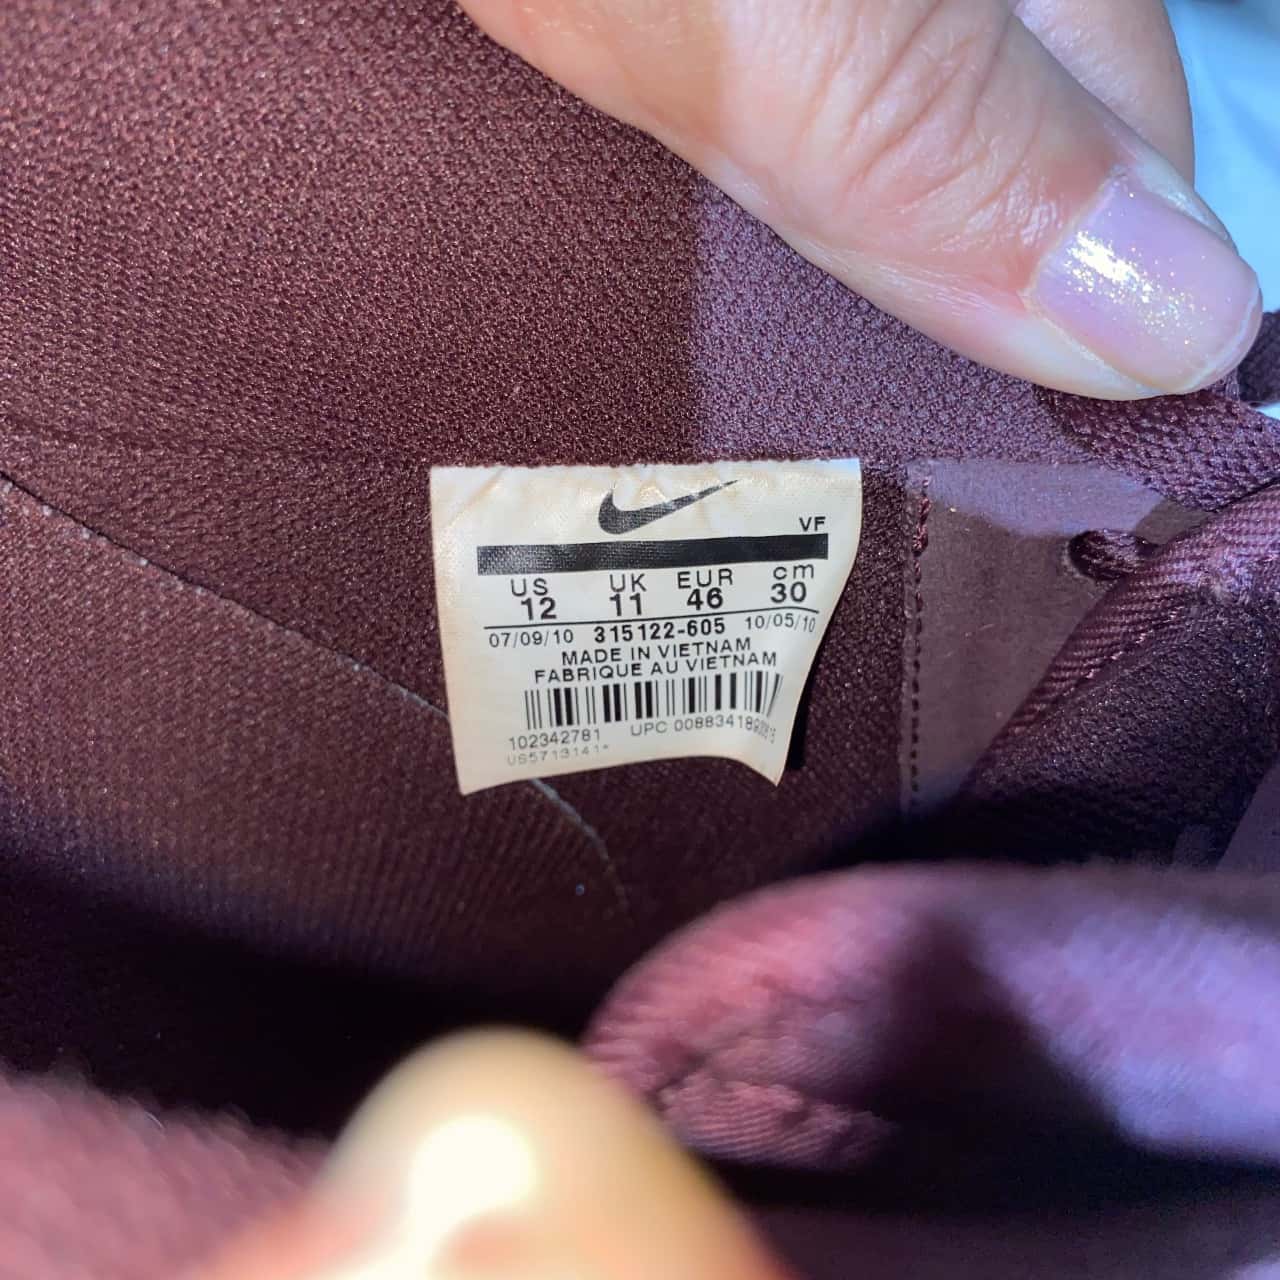 VF
US UK EUR cm
12 11 46 30
07/09/10 315122-605 10/05/10
MADE IN VIETNAM
FABRIQUE AU VIETNAM
102342781 UPC
US5713141*